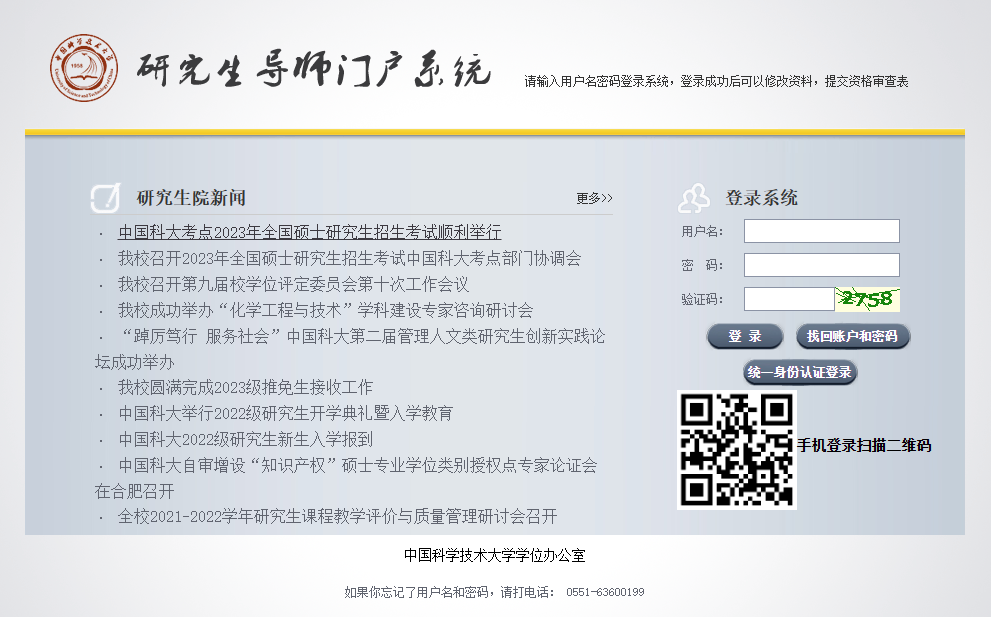 研究生导师门户系统
请输入用户名密码登录系统，登录成功后可以修改资料，提交资格审查表
中国科学技术大学
1958
University of Science and Technology of China
研究生院新闻
更多>>
· 中国科大考点2023年全国硕士研究生招生考试顺利举行
· 我校召开2023年全国硕士研究生招生考试中国科大考点部门协调会
· 我校召开第九届校学位评定委员会第十次工作会议
· 我校成功举办“化学工程与技术”学科建设专家咨询研讨会
· “踔厉笃行 服务社会”中国科大第二届管理人文类研究生创新实践论
坛成功举办
· 我校圆满完成2023级推免生接收工作
· 中国科大举行2022级研究生开学典礼暨入学教育
· 中国科大2022级研究生新生入学报到
· 中国科大自审增设“知识产权”硕士专业学位类别授权点专家论证会
在合肥召开
· 全校2021-2022学年研究生课程教学评价与质量管理研讨会召开
登录系统
用户名：
密 码：
验证码：
2758
登 录
找回账户和密码
统一身份认证登录
手机登录扫描二维码
中国科学技术大学学位办公室
如果你忘记了用户名和密码，请打电话： 0551-63600199